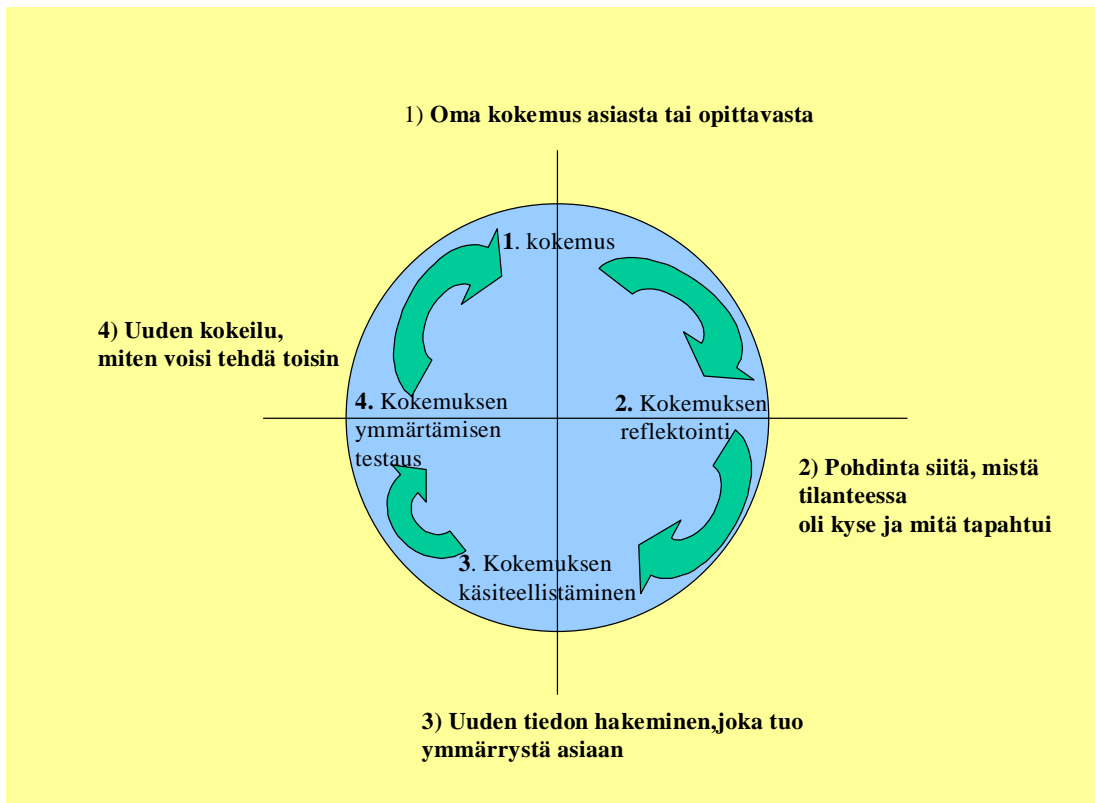 1) Oma kokemus asiasta tai opittavasta
1. kokemus
4) Uuden kokeilu,
miten voisi tehdä toisin
4. Kokemuksen
ymmärtämisen
testaus
2. Kokemuksen
reflektointi
2) Pohdinta siitä, mistä
tilanteessa
oli kyse ja mitä tapahtui
3. Kokemuksen
käsiteellistäminen
3) Uuden tiedon hakeminen,joka tuo
ymmärrystä asiaan